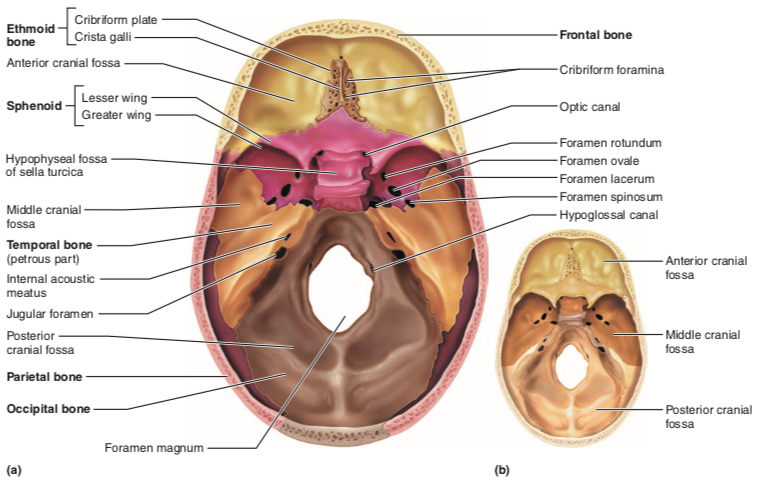 Ethmoid
bone
Cribriform plate
Crista galli
Anterior cranial fossa
Sphenoid
Lesser wing
Greater wing
Hypophyseal fossa
of sella turcica
Middle cranial
fossa
Temporal bone
(petrous part)
Internal acoustic
meatus
Jugular foramen
Posterior
cranial fossa
Parietal bone
Occipital bone
Foramen magnum
(a)
Frontal bone
Cribriform foramina
Optic canal
Foramen rotundum
Foramen ovale
Foramen lacerum
Foramen spinosum
Hypoglossal canal
Anterior cranial
fossa
Middle cranial
fossa
Posterior cranial
fossa
(b)